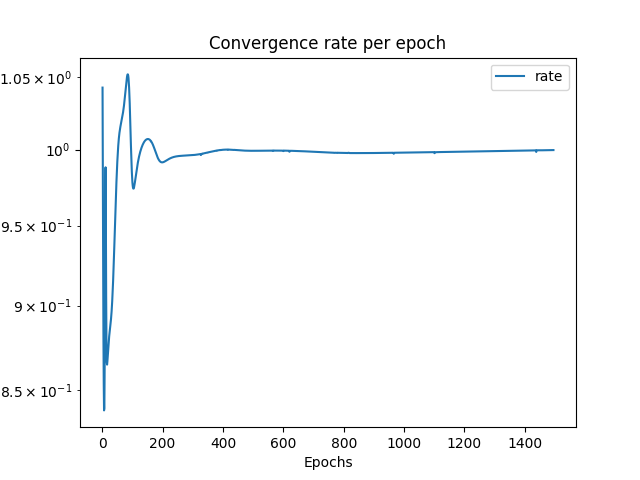 Convergence rate per epoch
rate
1.05 × 10⁰
10⁰
9.5 × 10⁻¹
9 × 10⁻¹
8.5 × 10⁻¹
0 200 400 600 800 1000 1200 1400
Epochs